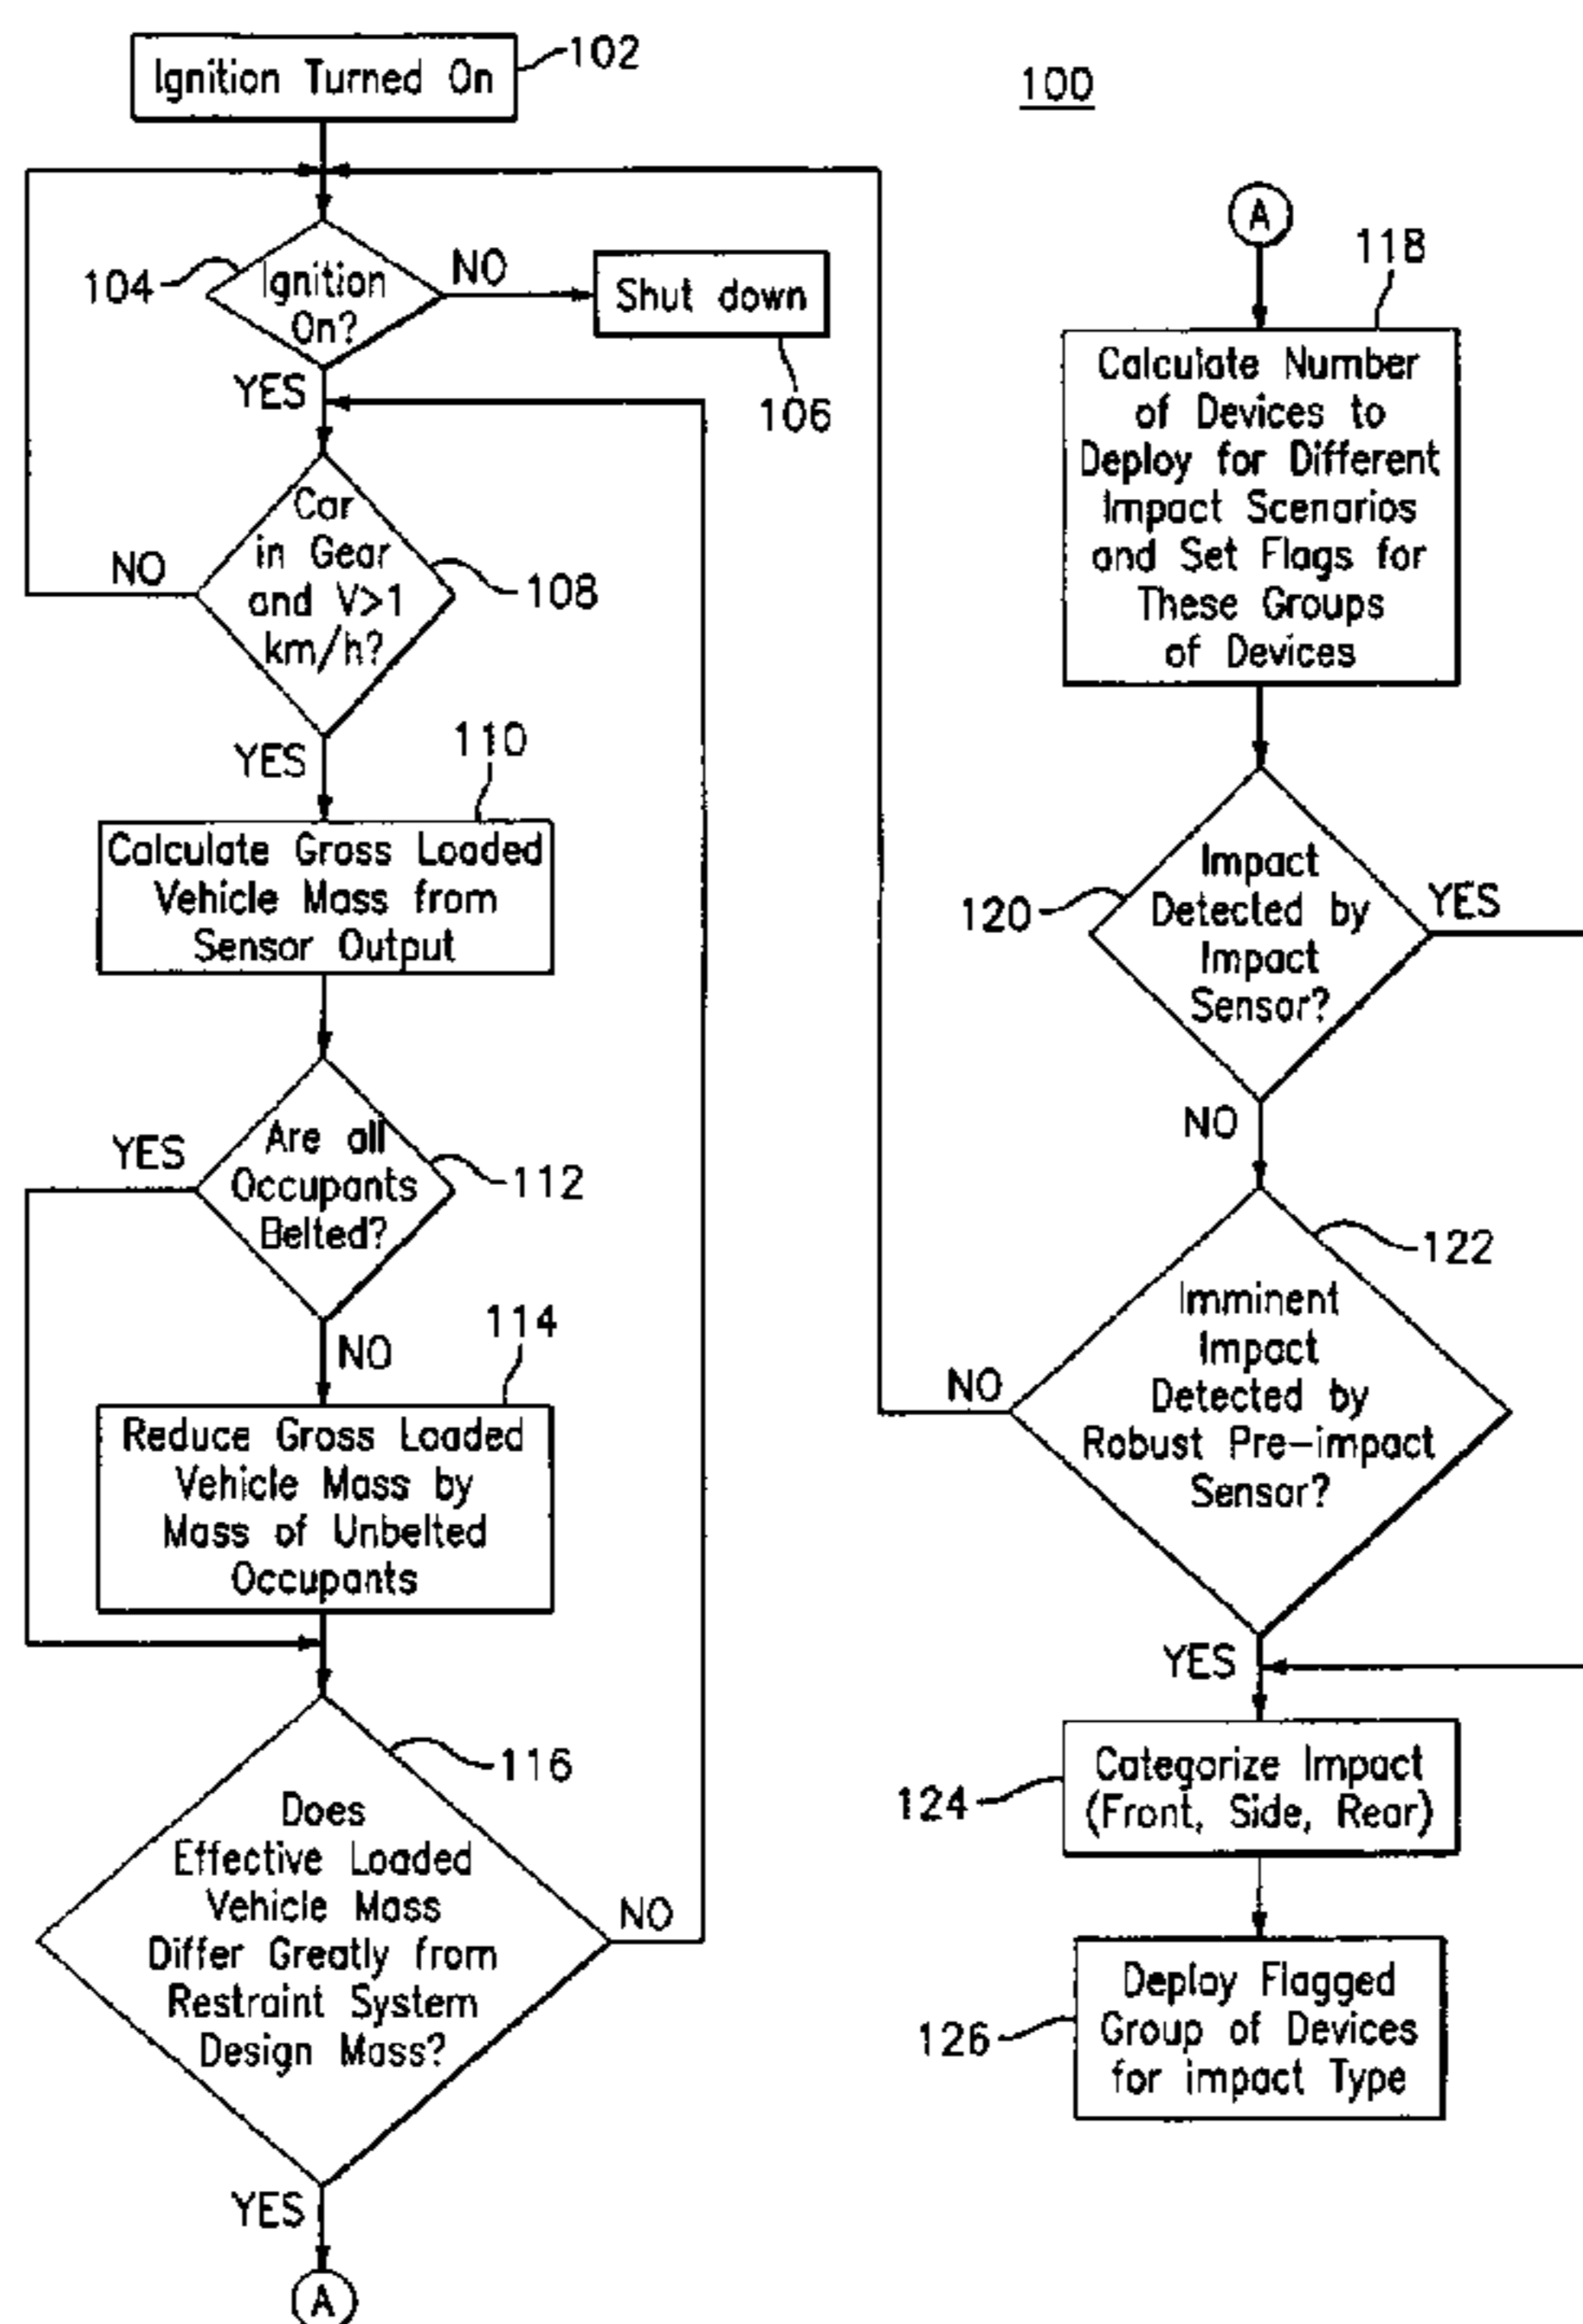 Ignition Turned On
102
100
104
Ignition
On?
NO
Shut down
106
YES
Car
in Gear
and V>1
km/h?
NO
108
YES
110
Calculate Gross Loaded
Vehicle Mass from
Sensor Output
YES
Are all
Occupants
Belted?
112
NO
114
Reduce Gross Loaded
Vehicle Mass by
Mass of Unbelted
Occupants
116
Does
Effective Loaded
Vehicle Mass
Differ Greatly from
Restraint System
Design Mass?
NO
YES
A
A
118
Calculate Number
of Devices to
Deploy for Different
Impact Scenarios
and Set Flags for
These Groups
of Devices
120
Impact
Detected by
Impact
Sensor?
YES
NO
122
Imminent
Impact
Detected by
Robust Pre-impact
Sensor?
NO
YES
124
Categorize Impact
(Front, Side, Rear)
126
Deploy Flagged
Group of Devices
for impact Type